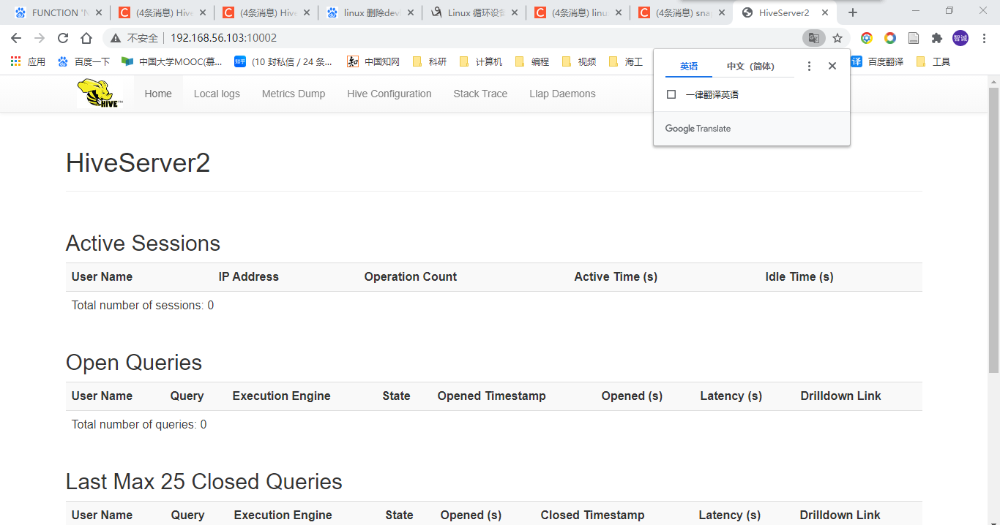 FUNCTION
(4条消息) Hive
(4条消息) Hive
linux 删除dev
Linux 循环设备
(4条消息) linux
(4条消息) snap
HiveServer2
不安全 192.168.56.103:10002
应用 百度一下 中国大学MOOC(慕... 知乎 (10 封私信 / 24 条... 中国知网 科研 计算机 编程 视频 海工 译 百度翻译 工具
智诚
英语 中文（简体）
一律翻译英语
Google Translate
HIVE TM Home Local logs Metrics Dump Hive Configuration Stack Trace Llap Daemons
HiveServer2
Active Sessions
User Name IP Address Operation Count Active Time (s) Idle Time (s)
Total number of sessions: 0
Open Queries
User Name Query Execution Engine State Opened Timestamp Opened (s) Latency (s) Drilldown Link
Total number of queries: 0
Last Max 25 Closed Queries
User Name Query Execution Engine State Opened (s) Closed Timestamp Latency (s) Drilldown Link